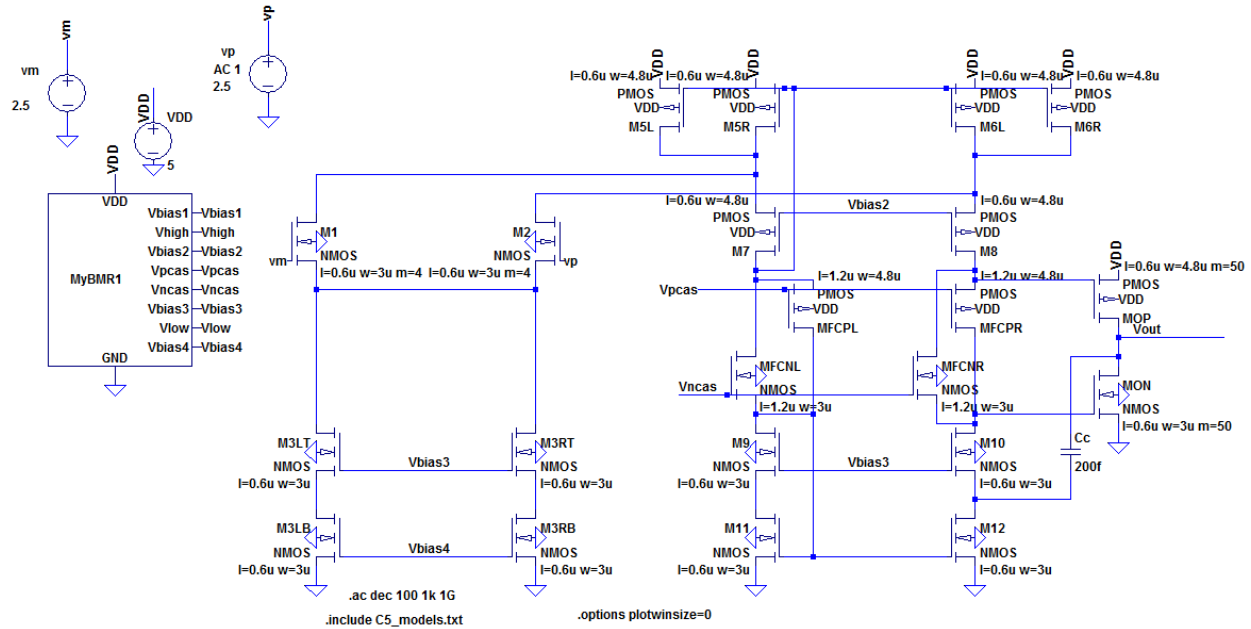 vm
vm
2.5
vp
vp
AC 1
2.5
VDD
VDD
5
VDD
VDD
MyBMR1
GND
Vbias1
Vhigh
Vbias2
Vpcas
Vncas
Vbias3
Vlow
Vbias4
Vbias1
Vhigh
Vbias2
Vpcas
Vncas
Vbias3
Vlow
Vbias4
M1
NMOS
vm
l=0.6u w=3u m=4
M2
NMOS
vp
l=0.6u w=3u m=4
M3LT
NMOS
l=0.6u w=3u
Vbias3
M3RT
NMOS
l=0.6u w=3u
M3LB
NMOS
l=0.6u w=3u
Vbias4
M3RB
NMOS
l=0.6u w=3u
.ac dec 100 1k 1G
.include C5_models.txt
.options plotwinsize=0
VDD
l=0.6u w=4.8u
PMOS
VDD
M5L
VDD
l=0.6u w=4.8u
PMOS
VDD
M5R
VDD
l=0.6u w=4.8u
PMOS
VDD
M6L
VDD
l=0.6u w=4.8u
PMOS
VDD
M6R
l=0.6u w=4.8u
PMOS
VDD
M7
Vbias2
l=0.6u w=4.8u
PMOS
VDD
M8
Vpcas
l=1.2u w=4.8u
PMOS
VDD
MFCPL
l=1.2u w=4.8u
PMOS
VDD
MFCPR
Vncas
MFCNL
NMOS
l=1.2u w=3u
MFCNR
NMOS
l=1.2u w=3u
M9
NMOS
l=0.6u w=3u
Vbias3
M10
NMOS
l=0.6u w=3u
M11
NMOS
l=0.6u w=3u
M12
NMOS
l=0.6u w=3u
VDD
l=0.6u w=4.8u m=50
PMOS
VDD
MOP
Vout
MON
NMOS
l=0.6u w=3u m=50
Cc
200f